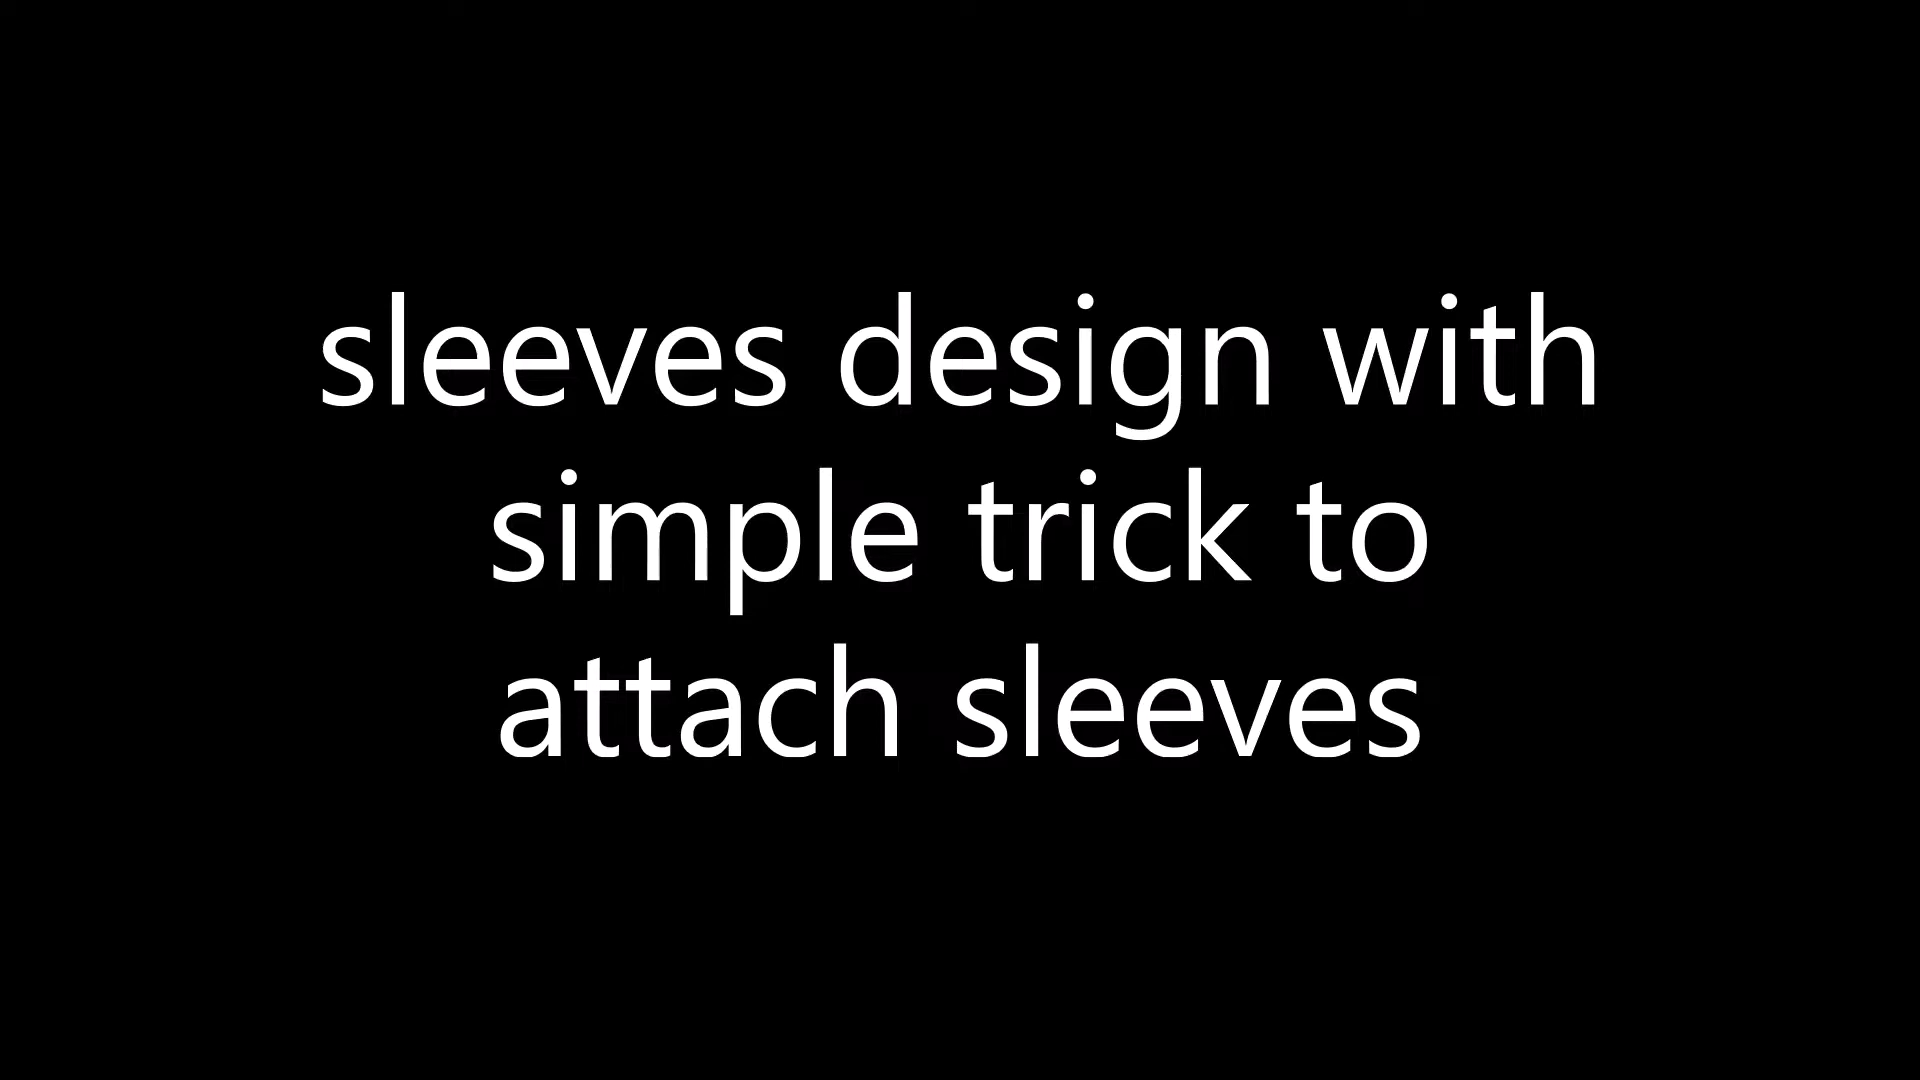 sleeves design with
simple trick to
attach sleeves